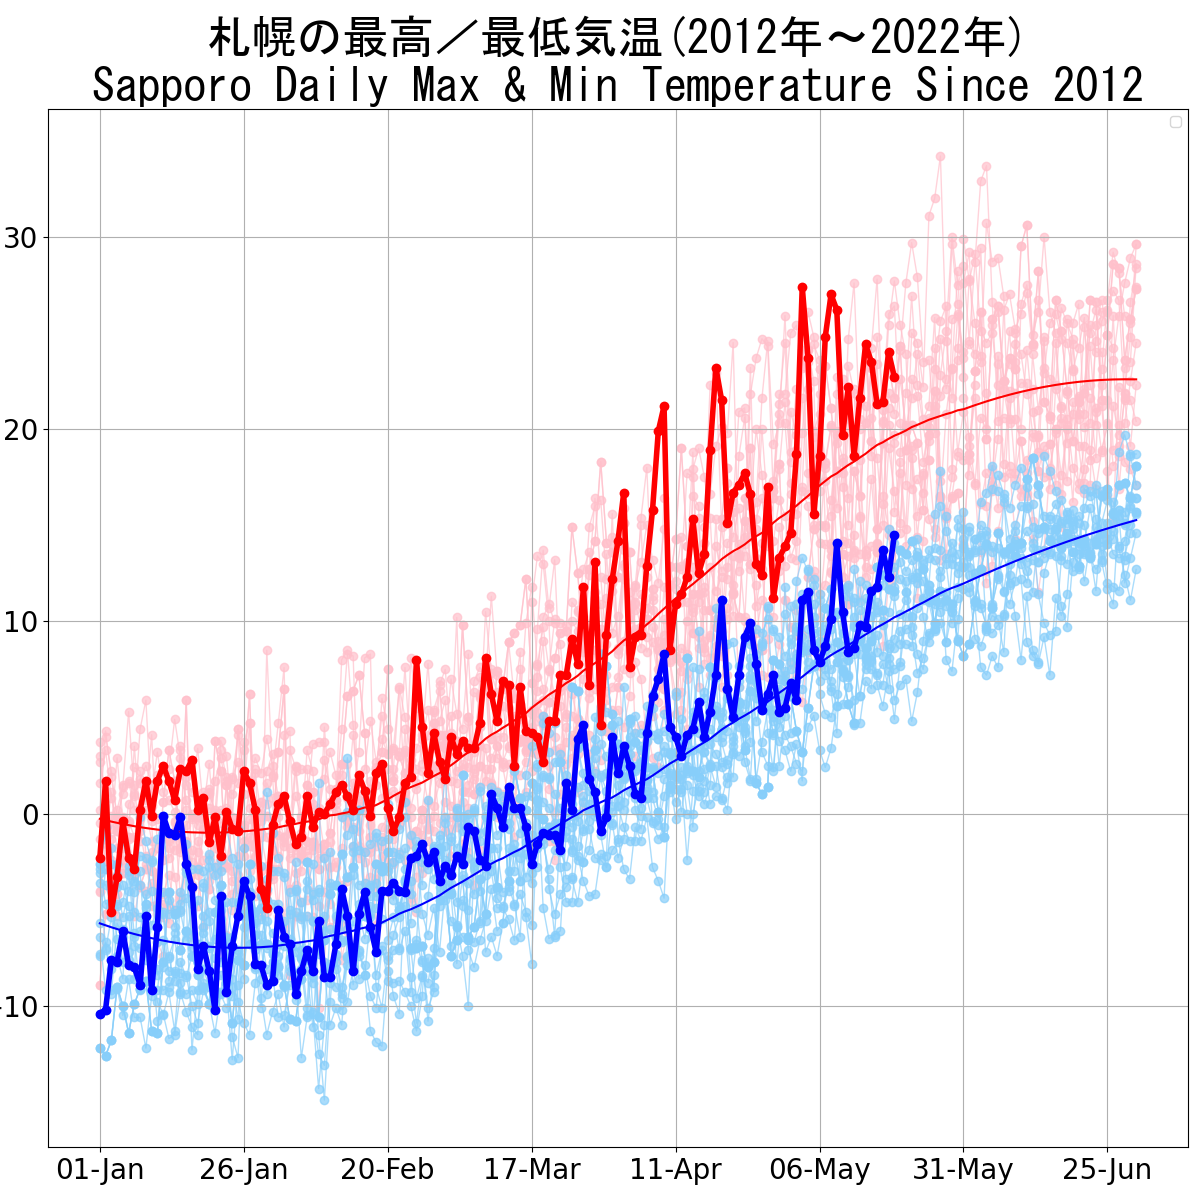 札幌の最高／最低気温(2012年～2022年)
Sapporo Daily Max & Min Temperature Since 2012
30
20
10
0
-10
01-Jan 26-Jan 20-Feb 17-Mar 11-Apr 06-May 31-May 25-Jun